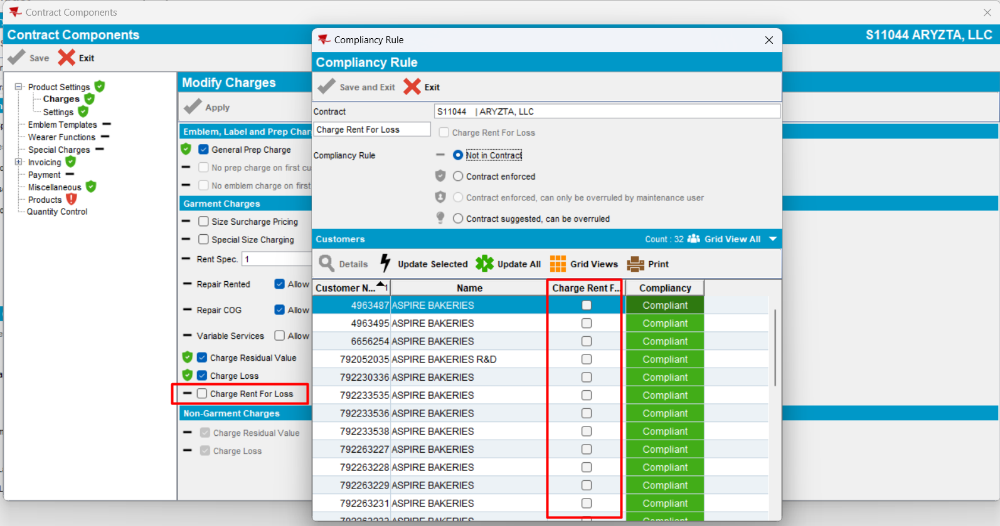 Contract Components
Contract Components
S11044 ARYZTA, LLC
Save
Exit
Product Settings
Charges
Settings
Emblem Templates
Wearer Functions
Special Charges
Invoicing
Payment
Miscellaneous
Products
Quantity Control
Modify Charges
Apply
Emblem, Label and Prep Char
General Prep Charge
No prep charge on first cu
No emblem charge on first
Garment Charges
Size Surcharge Pricing
Special Size Charging
Rent Spec. 1
Repair Rented Allow
Repair COG Allow
Variable Services Allow
Charge Residual Value
Charge Loss
Charge Rent For Loss
Non-Garment Charges
Charge Residual Value
Charge Loss
Compliancy Rule
Compliancy Rule
Save and Exit
Exit
Contract S11044 | ARYZTA, LLC
Charge Rent For Loss Charge Rent For Loss
Compliancy Rule Not in Contract
Contract enforced
Contract enforced, can only be overruled by maintenance user
Contract suggested, can be overruled
Customers Count : 32 Grid View All
Details Update Selected Update All Grid Views Print
Customer N... 1 Name Charge Rent F... Compliancy
4963487 ASPIRE BAKERIES Compliant
4963495 ASPIRE BAKERIES Compliant
6656254 ASPIRE BAKERIES Compliant
792052035 ASPIRE BAKERIES R&D Compliant
792230336 ASPIRE BAKERIES Compliant
792233535 ASPIRE BAKERIES Compliant
792233536 ASPIRE BAKERIES Compliant
792233538 ASPIRE BAKERIES Compliant
792263227 ASPIRE BAKERIES Compliant
792263228 ASPIRE BAKERIES Compliant
792263229 ASPIRE BAKERIES Compliant
792263231 ASPIRE BAKERIES Compliant
ASPIRE BAKERIES Compliant